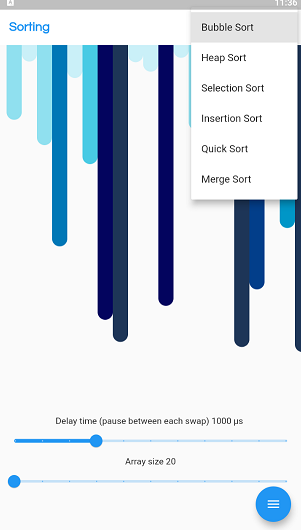 A
11:36
Sorting
Bubble Sort
Heap Sort
Selection Sort
Insertion Sort
Quick Sort
Merge Sort
Delay time (pause between each swap) 1000 µs
Array size 20